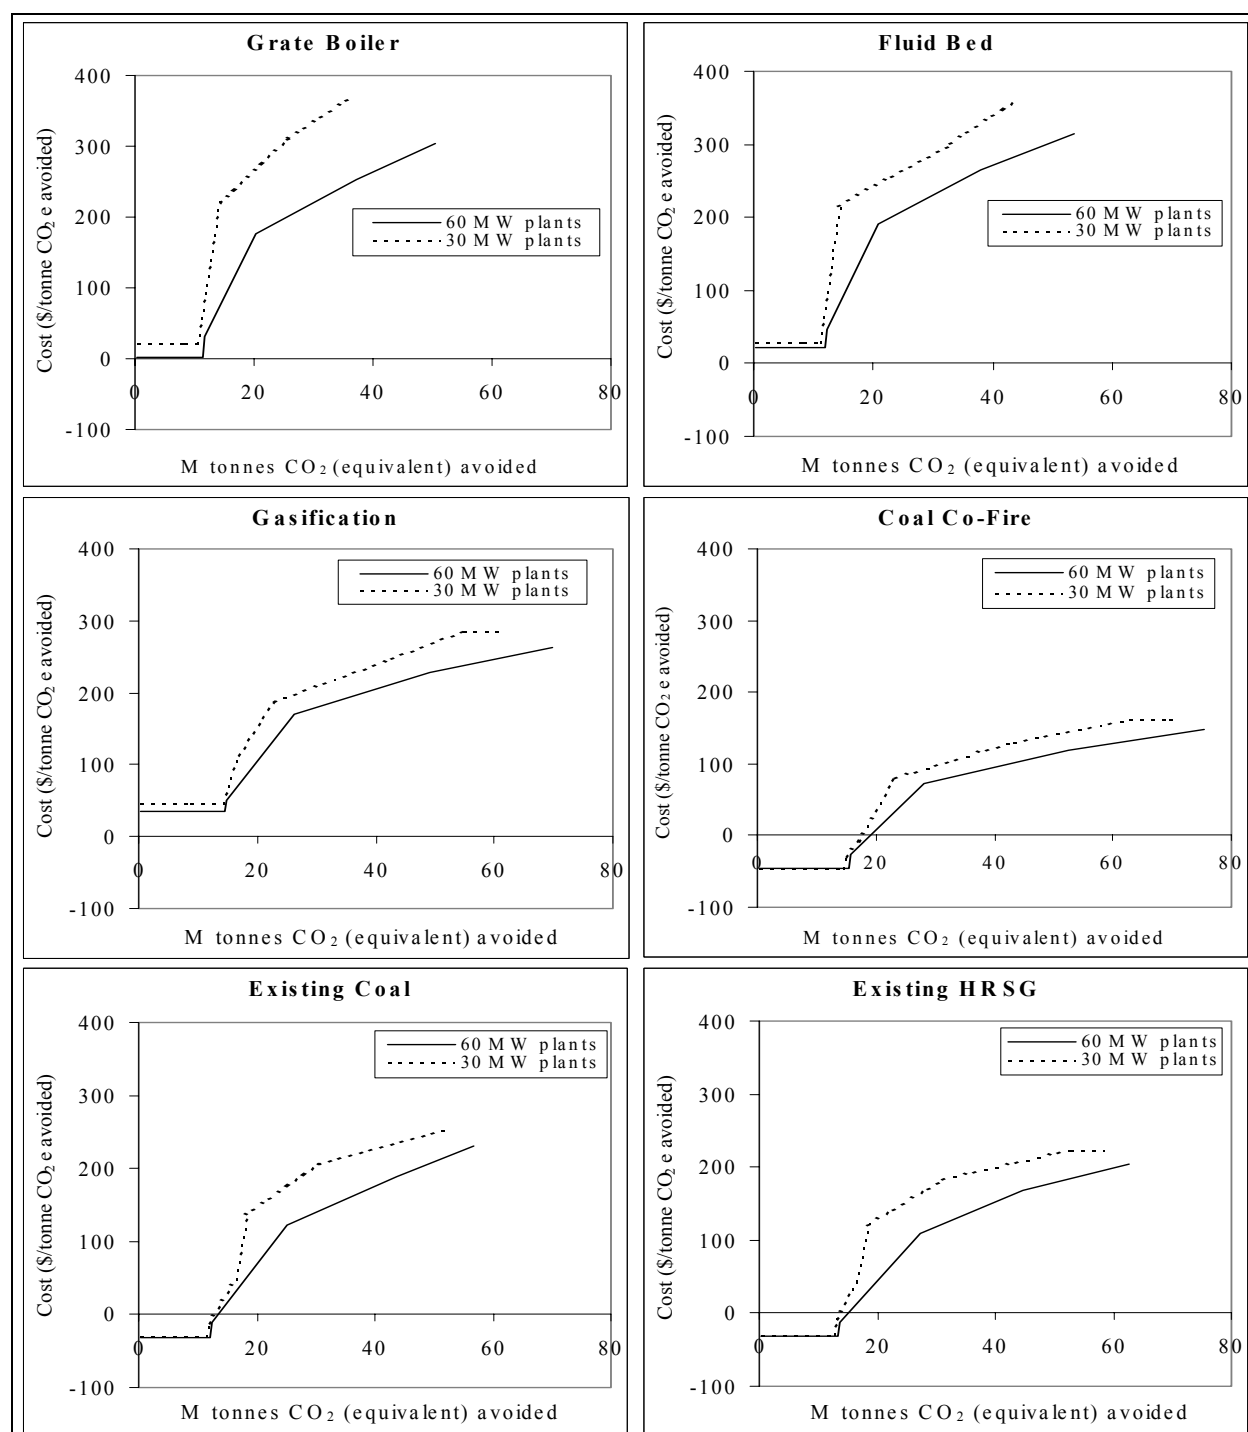 Grate Boiler
400
300
200
100
0
-100
0
20
40
60
80
Cost ($/tonne CO₂ e avoided)
60 MW plants
30 MW plants
M tonnes CO₂ (equivalent) avoided
Fluid Bed
400
300
200
100
0
-100
0
20
40
60
80
Cost ($/tonne CO₂ e avoided)
60 MW plants
30 MW plants
M tonnes CO₂ (equivalent) avoided
Gasification
400
300
200
100
0
-100
0
20
40
60
80
Cost ($/tonne CO₂ e avoided)
60 MW plants
30 MW plants
M tonnes CO₂ (equivalent) avoided
Coal Co-Fire
400
300
200
100
0
-100
0
20
40
60
80
Cost ($/tonne CO₂ e avoided)
60 MW plants
30 MW plants
M tonnes CO₂ (equivalent) avoided
Existing Coal
400
300
200
100
0
-100
0
20
40
60
80
Cost ($/tonne CO₂ e avoided)
60 MW plants
30 MW plants
M tonnes CO₂ (equivalent) avoided
Existing HRSG
400
300
200
100
0
-100
0
20
40
60
80
Cost ($/tonne CO₂ e avoided)
60 MW plants
30 MW plants
M tonnes CO₂ (equivalent) avoided